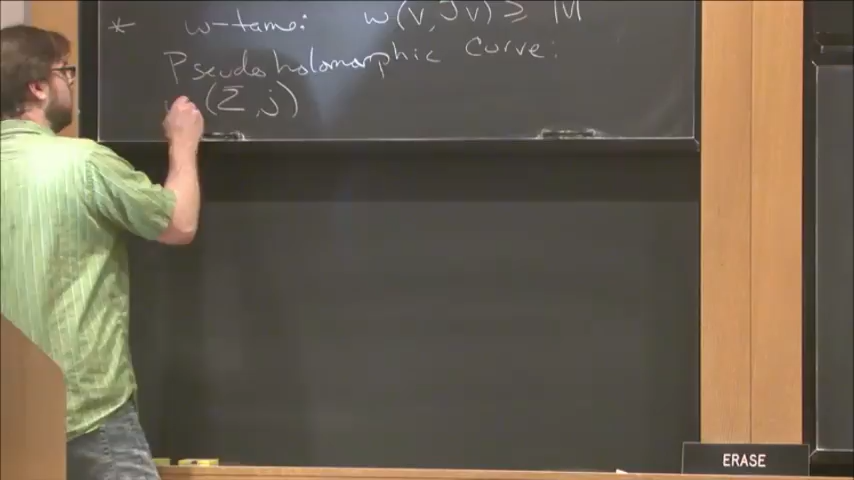 * ω-tame: ω(v, Jv) ≥ |v|
Pseudoholomorphic Curve:
(Σ, j)
ERASE